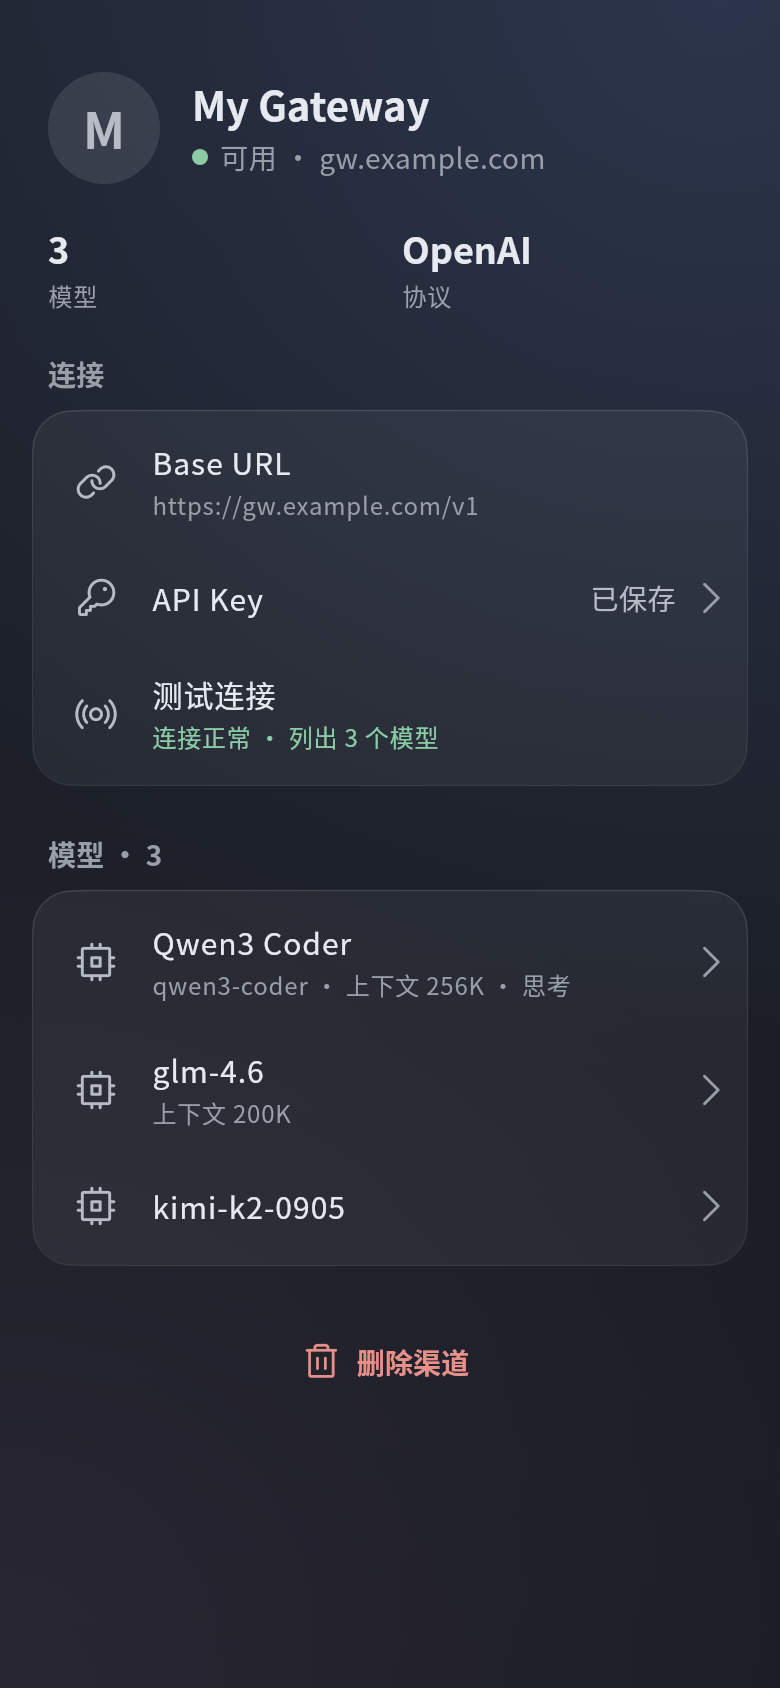 M
My Gateway
可用 · gw.example.com
3
模型
OpenAI
协议
连接
Base URL
https://gw.example.com/v1
API Key
已保存
测试连接
连接正常 · 列出 3 个模型
模型 · 3
Qwen3 Coder
qwen3-coder · 上下文 256K · 思考
glm-4.6
上下文 200K
kimi-k2-0905
删除渠道